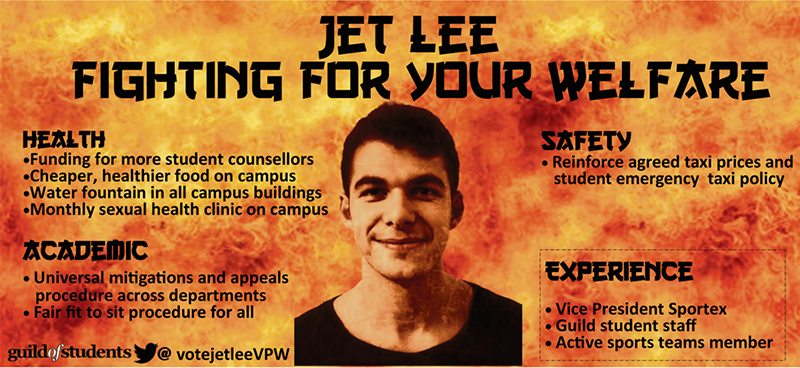 JET LEE
FIGHTING FOR YOUR WELFARE
HEALTH
•Funding for more student counsellors
•Cheaper, healthier food on campus
•Water fountain in all campus buildings
•Monthly sexual health clinic on campus
ACADEMIC
• Universal mitigations and appeals
procedure across departments
• Fair fit to sit procedure for all
guildofstudents @ votejetleeVPW
SAFETY
• Reinforce agreed taxi prices and
student emergency taxi policy
EXPERIENCE
• Vice President Sportex
• Guild student staff
• Active sports teams member